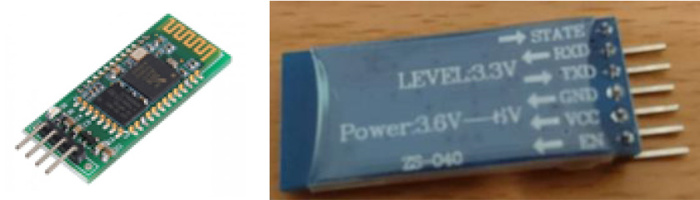 STATE
RXD
LEVEL:3.3V
TXD
GND
Power:3.6V---6V
VCC
EN
ZS-040